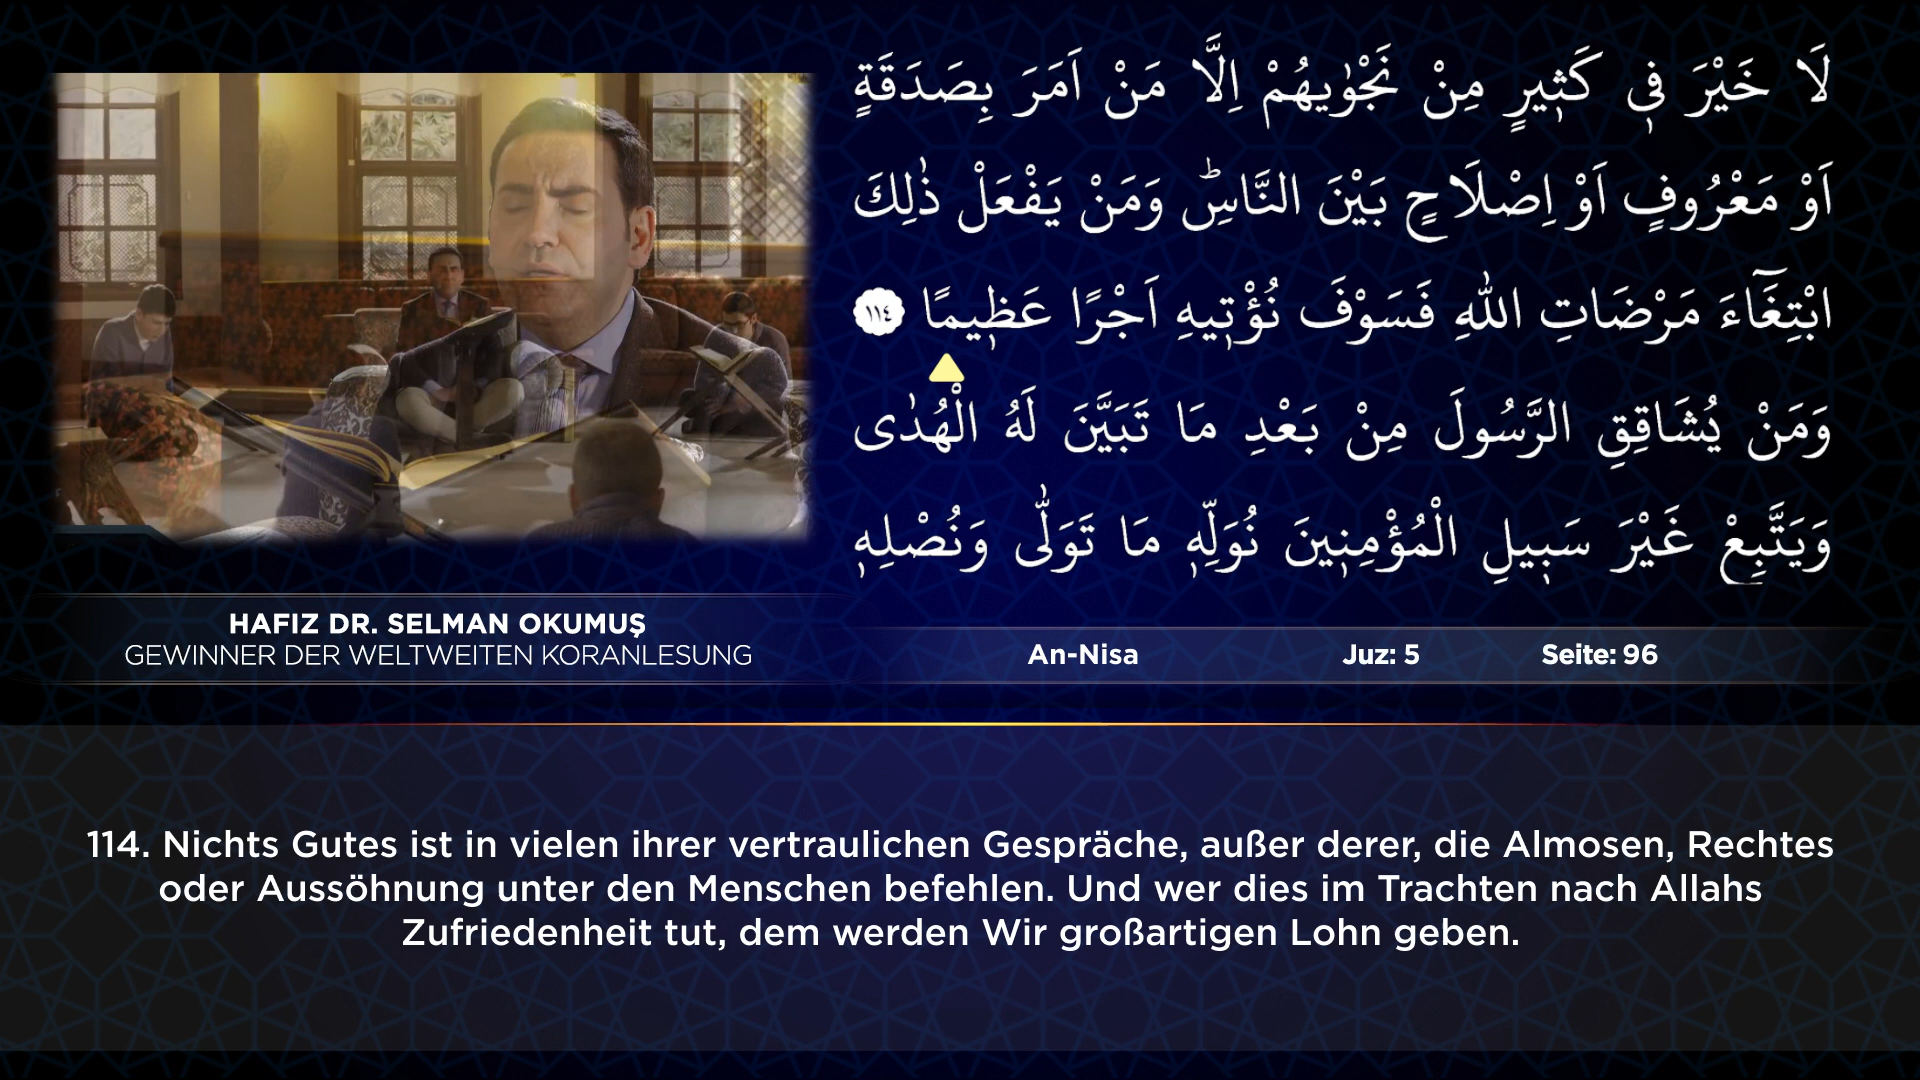 لَا خَيْرَ فٖي كَثٖيرٍ مِنْ نَجْوٰيهُمْ اِلَّا مَنْ اَمَرَ بِصَدَقَةٍ
اَوْ مَعْرُوفٍ اَوْ اِصْلَاحٍ بَيْنَ النَّاسِؕ وَمَنْ يَفْعَلْ ذٰلِكَ
ابْتِغَٓاءَ مَرْضَاتِ اللّٰهِ فَسَوْفَ نُؤْتٖيهِ اَجْرًا عَظٖيمًا ١١٤
وَمَنْ يُشَاقِقِ الرَّسُولَ مِنْ بَعْدِ مَا تَبَيَّنَ لَهُ الْهُدٰى
وَيَتَّبِعْ غَيْرَ سَبٖيلِ الْمُؤْمِنٖينَ نُوَلِّهٖ مَا تَوَلّٰى وَنُصْلِهٖ
HAFIZ DR. SELMAN OKUMUŞ
GEWINNER DER WELTWEITEN KORANLESUNG
An-Nisa Juz: 5 Seite: 96
114. Nichts Gutes ist in vielen ihrer vertraulichen Gespräche, außer derer, die Almosen, Rechtes
oder Aussöhnung unter den Menschen befehlen. Und wer dies im Trachten nach Allahs
Zufriedenheit tut, dem werden Wir großartigen Lohn geben.